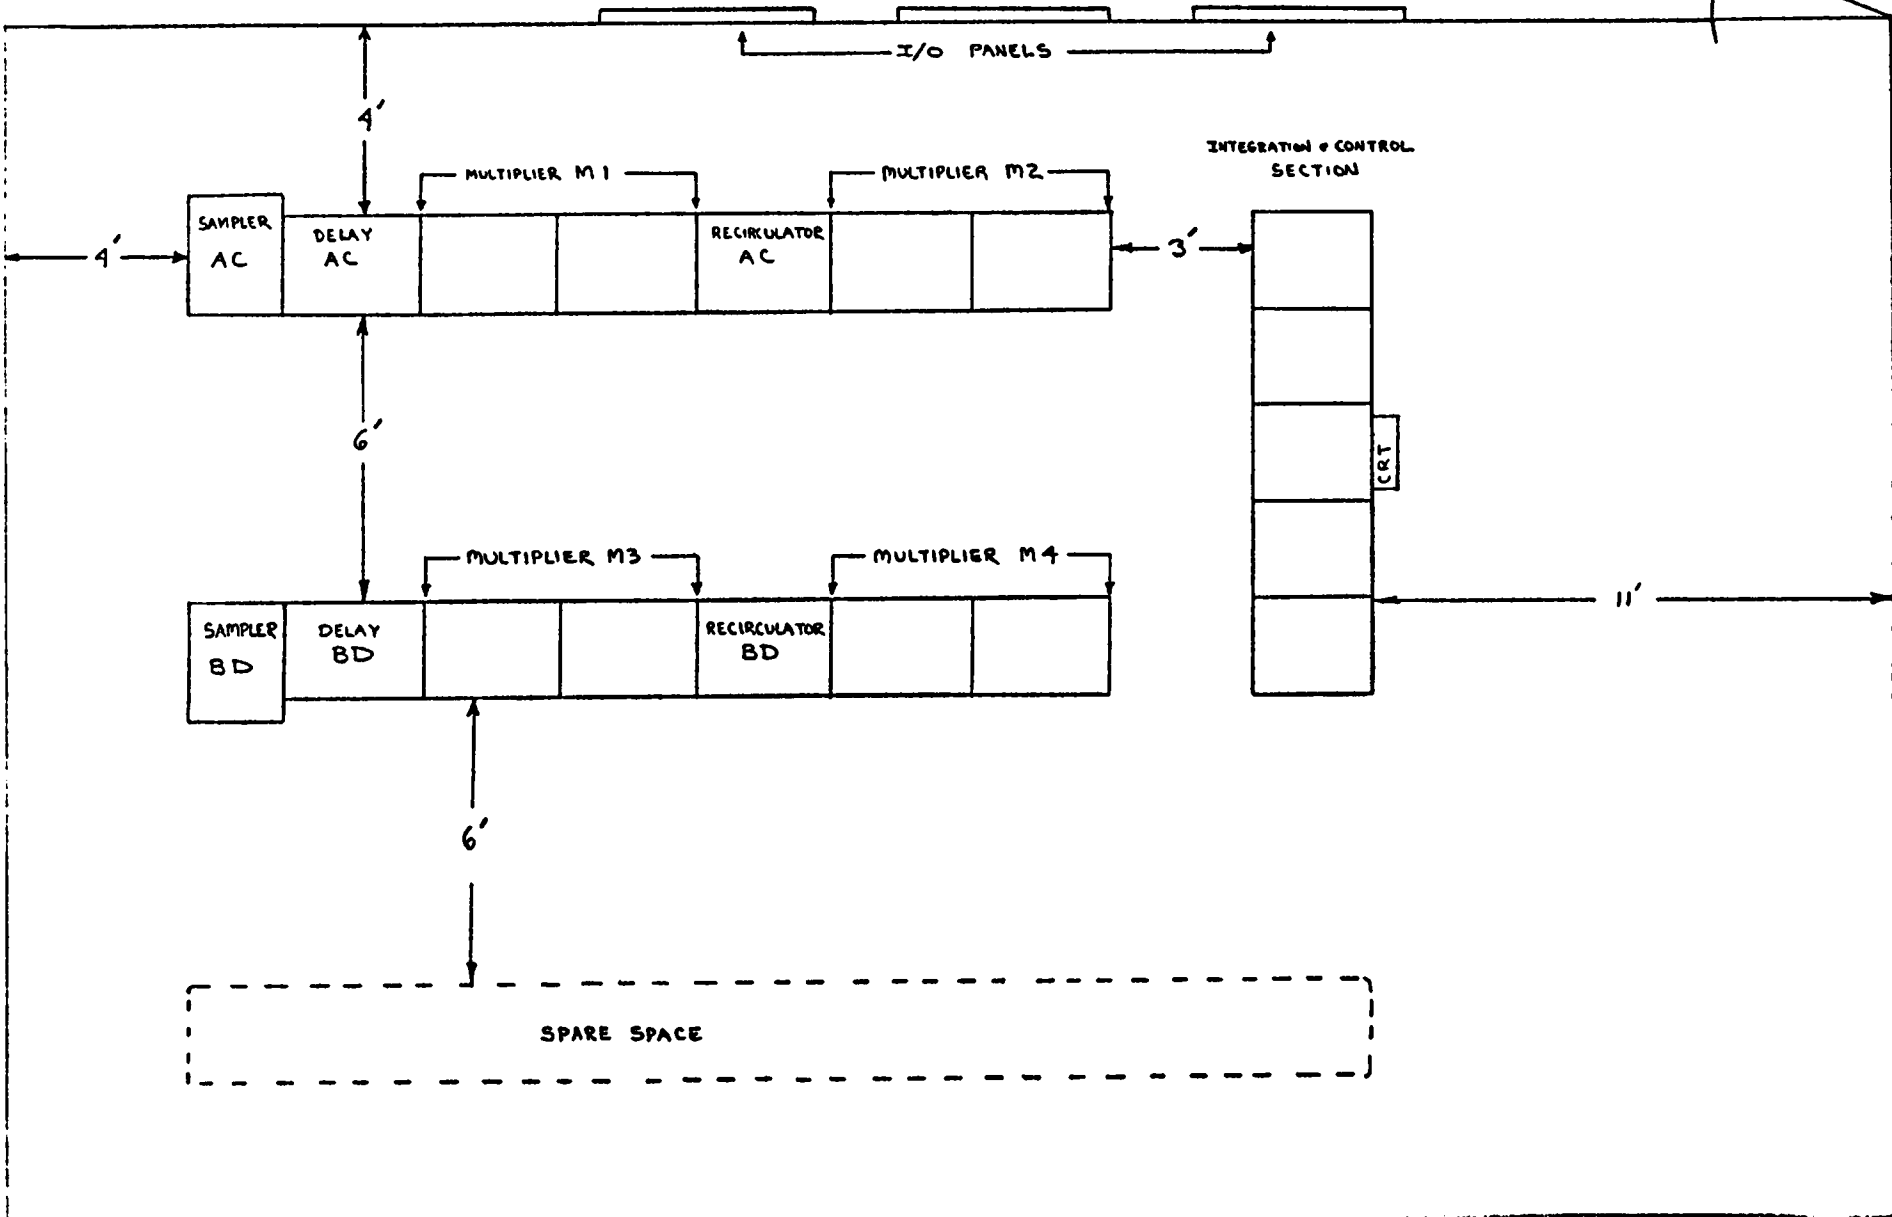 I/O PANELS
4'
INTEGRATION & CONTROL
SECTION
MULTIPLIER M1
MULTIPLIER M2
SAMPLER
AC
DELAY
AC
RECIRCULATOR
AC
4'
3'
6'
CRT
MULTIPLIER M3
MULTIPLIER M4
SAMPLER
BD
DELAY
BD
RECIRCULATOR
BD
11'
6'
SPARE SPACE